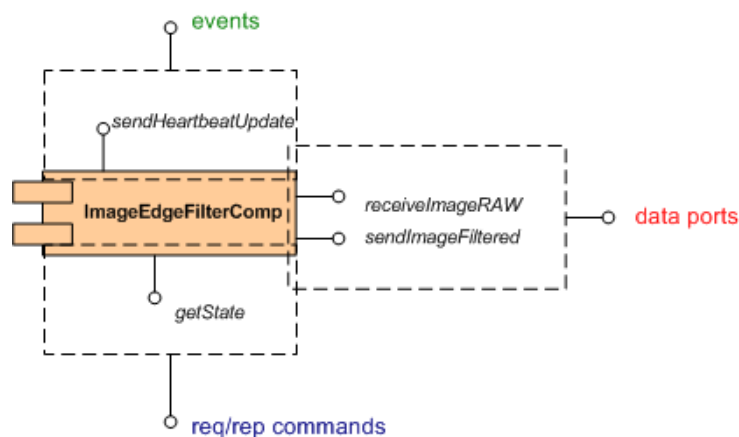 events
sendHeartbeatUpdate
ImageEdgeFilterComp
receiveImageRAW
sendImageFiltered
data ports
getState
req/rep commands